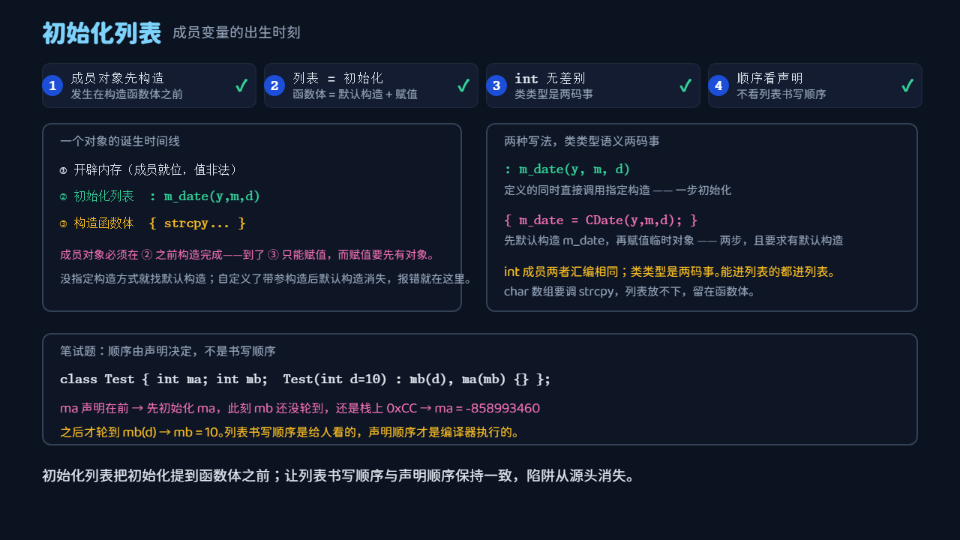 初始化列表 成员变量的出生时刻
1 成员对象先构造 ✓
发生在构造函数体之前
2 列表 = 初始化 ✓
函数体 = 默认构造 + 赋值
3 int 无差别 ✓
类类型是两码事
4 顺序看声明 ✓
不看列表书写顺序
一个对象的诞生时间线
① 开辟内存（成员就位，值非法）
② 初始化列表 : m_date(y,m,d)
③ 构造函数体 { strcpy... }
成员对象必须在 ② 之前构造完成——到了 ③ 只能赋值，而赋值要先有对象。
没指定构造方式就找默认构造；自定义了带参构造后默认构造消失，报错就在这里。
两种写法，类类型语义两码事
: m_date(y, m, d)
定义的同时直接调用指定构造 —— 一步初始化
{ m_date = CDate(y,m,d); }
先默认构造 m_date，再赋值临时对象 —— 两步，且要求有默认构造
int 成员两者汇编相同；类类型是两码事。能进列表的都进列表。
char 数组要调 strcpy，列表放不下，留在函数体。
笔试题：顺序由声明决定，不是书写顺序
class Test { int ma; int mb; Test(int d=10) : mb(d), ma(mb) {} };
ma 声明在前 → 先初始化 ma，此刻 mb 还没轮到，还是栈上 0xCC → ma = -858993460
之后才轮到 mb(d) → mb = 10。列表书写顺序是给人看的，声明顺序才是编译器执行的。
初始化列表把初始化提到函数体之前；让列表书写顺序与声明顺序保持一致，陷阱从源头消失。